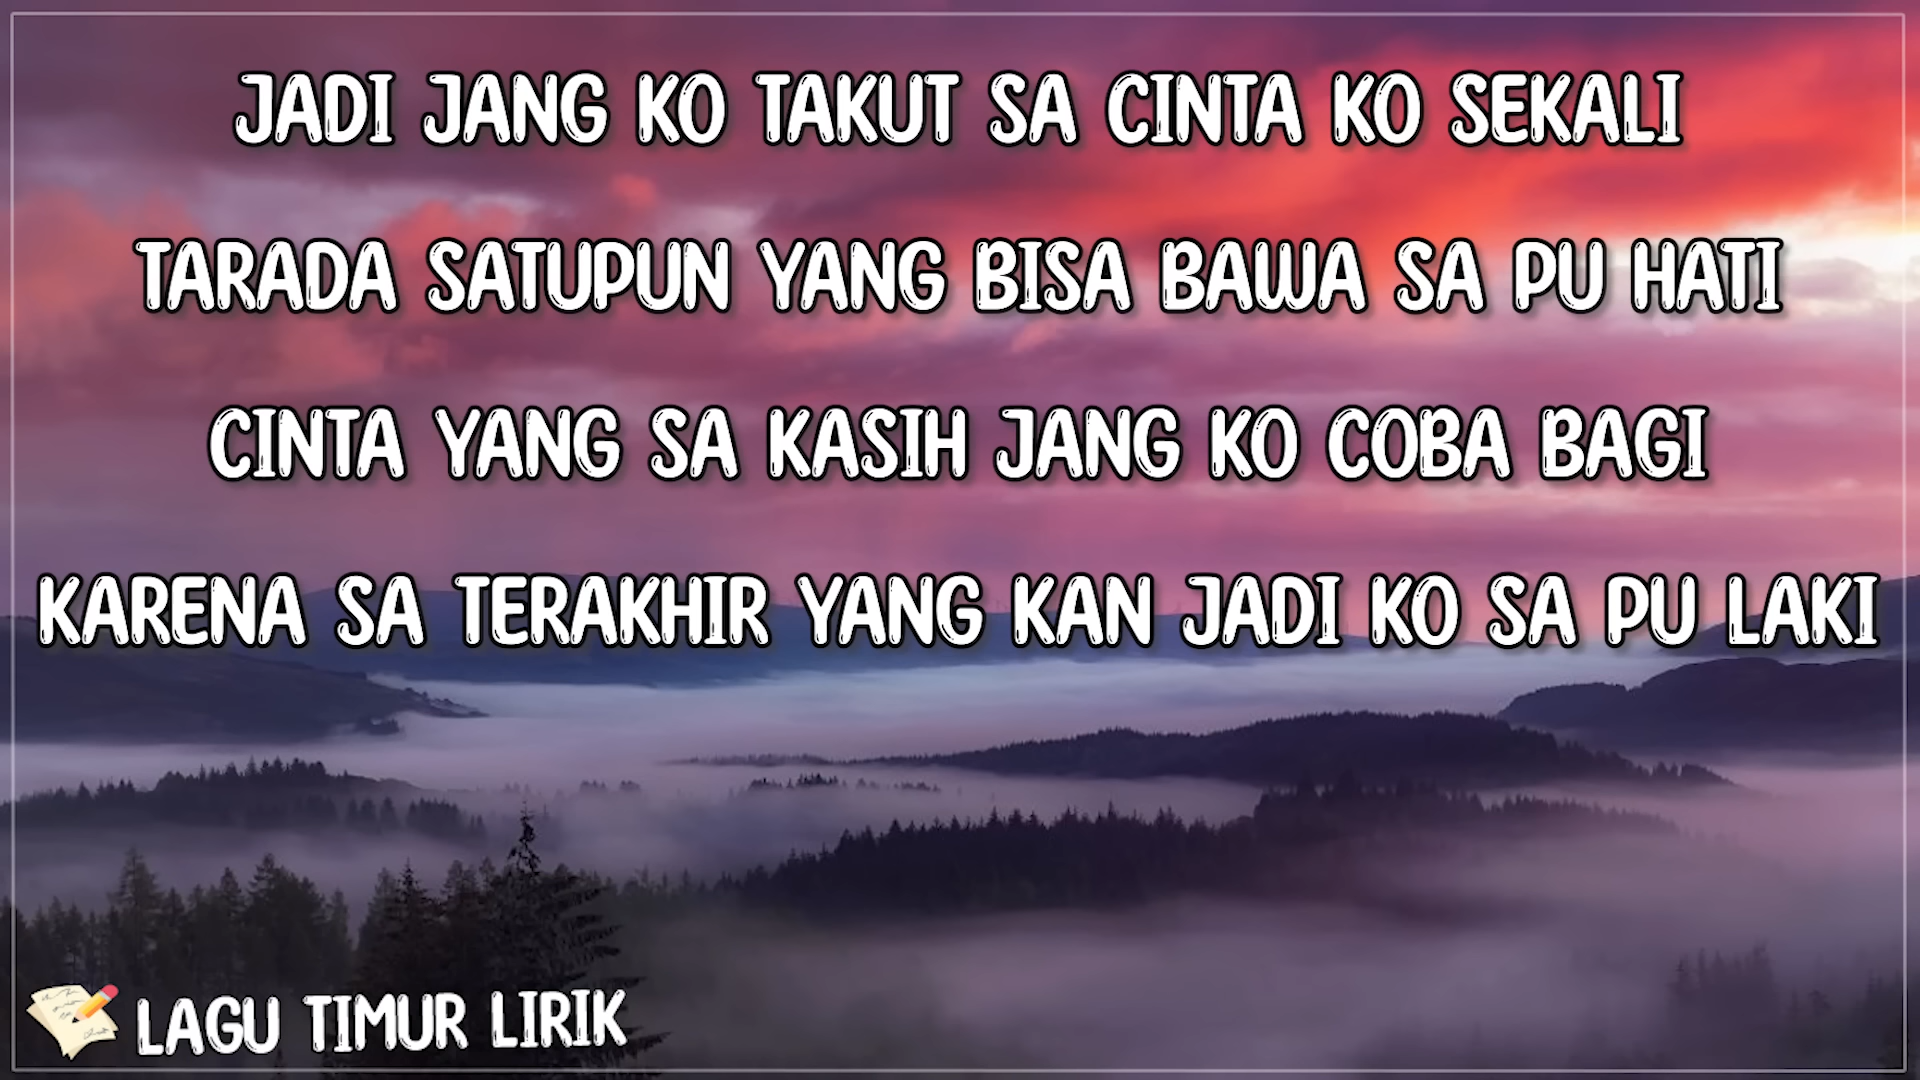 JADI JANG KO TAKUT SA CINTA KO SEKALI
TARADA SATUPUN YANG BISA BAWA SA PU HATI
CINTA YANG SA KASIH JANG KO COBA BAGI
KARENA SA TERAKHIR YANG KAN JADI KO SA PU LAKI
LAGU TIMUR LIRIK